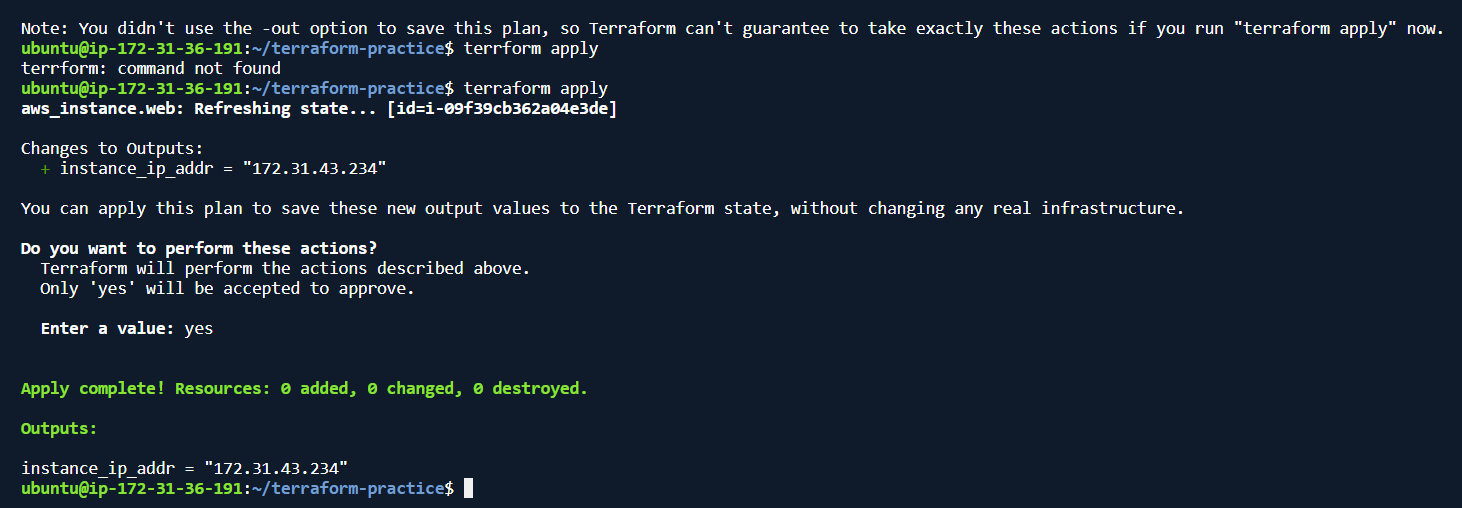 Note: You didn't use the -out option to save this plan, so Terraform can't guarantee to take exactly these actions if you run "terraform apply" now.
ubuntu@ip-172-31-36-191:~/terraform-practice$ terrform apply
terrform: command not found
ubuntu@ip-172-31-36-191:~/terraform-practice$ terraform apply
aws_instance.web: Refreshing state... [id=i-09f39cb362a04e3de]
Changes to Outputs:
+ instance_ip_addr = "172.31.43.234"
You can apply this plan to save these new output values to the Terraform state, without changing any real infrastructure.
Do you want to perform these actions?
Terraform will perform the actions described above.
Only 'yes' will be accepted to approve.
Enter a value: yes
Apply complete! Resources: 0 added, 0 changed, 0 destroyed.
Outputs:
instance_ip_addr = "172.31.43.234"
ubuntu@ip-172-31-36-191:~/terraform-practice$